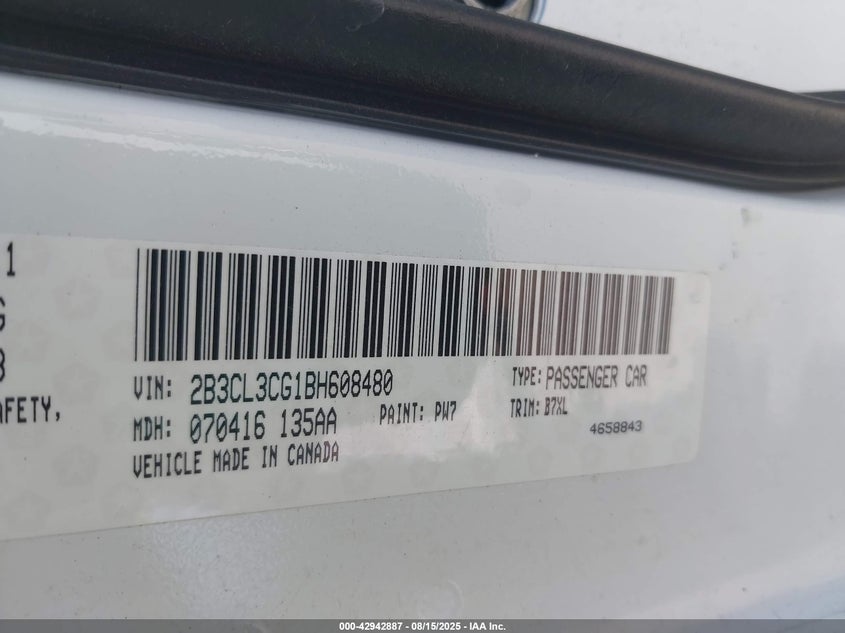 1
G
8
AFETY,
VIN: 2B3CL3CG1BH608480
TYPE: PASSENGER CAR
MDH: 070416 135AA
PAINT: PW7
TRIM: B7XL
VEHICLE MADE IN CANADA
4658843
000-42942887 - 08/15/2025 - IAA Inc.